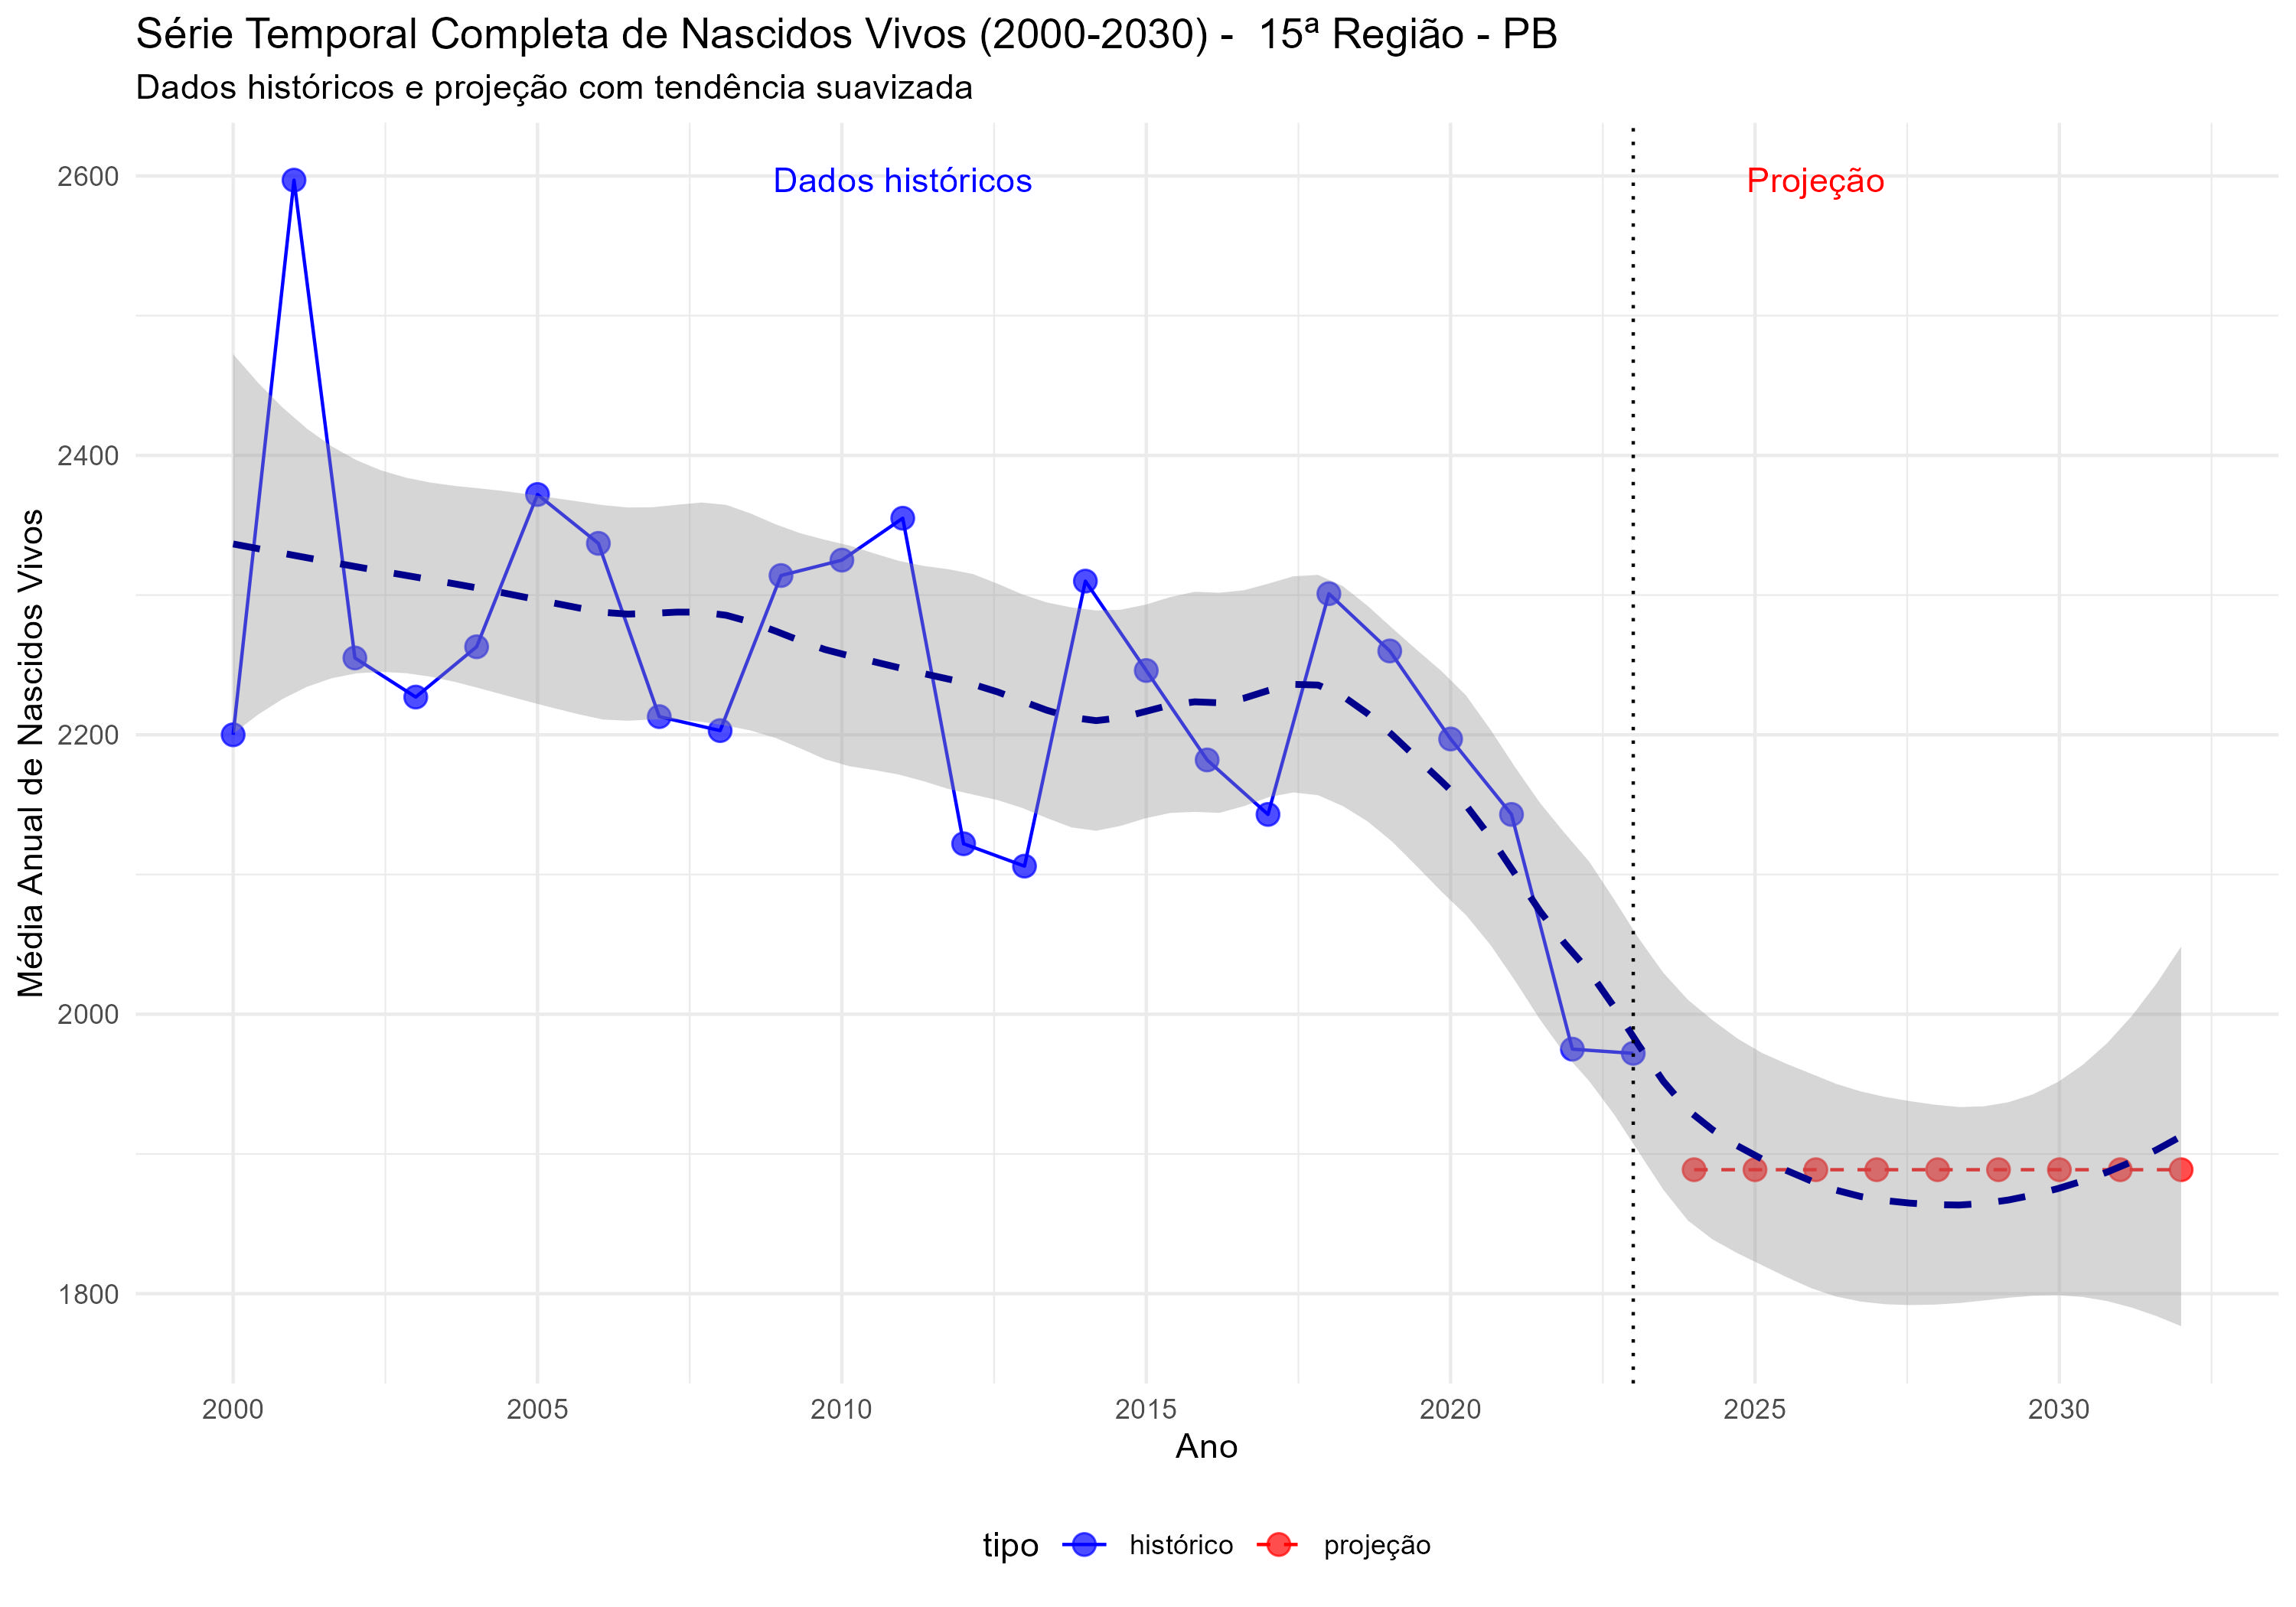 Série Temporal Completa de Nascidos Vivos (2000-2030) -  15ª Região - PB
Dados históricos e projeção com tendência suavizada
Dados históricos
Projeção
Média Anual de Nascidos Vivos
2600
2400
2200
2000
1800
2000 2005 2010 2015 2020 2025 2030
Ano
tipo histórico projeção